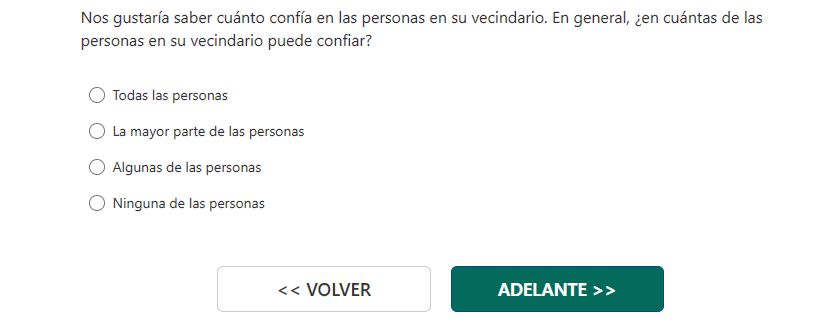 Nos gustaría saber cuánto confía en las personas en su vecindario. En general, ¿en cuántas de las
personas en su vecindario puede confiar?
Todas las personas
La mayor parte de las personas
Algunas de las personas
Ninguna de las personas
<< VOLVER
ADELANTE >>